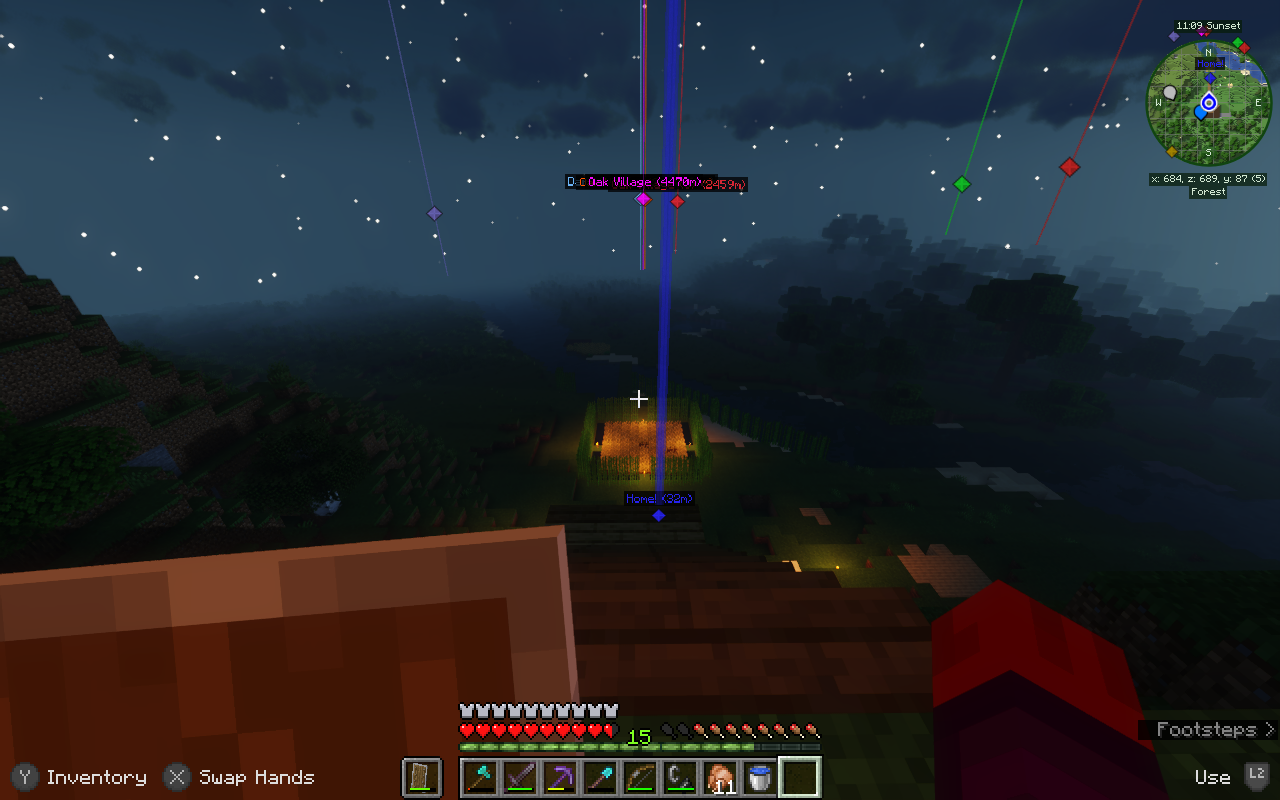 11:09 Sunset
N
Home!
W
E
S
x: 684, z: 689, y: 87 (5)
Forest
D
C
Oak Village (4470m)
(2459m)
Home! (32m)
Footsteps >
15
Y Inventory
X Swap Hands
11
Use L2